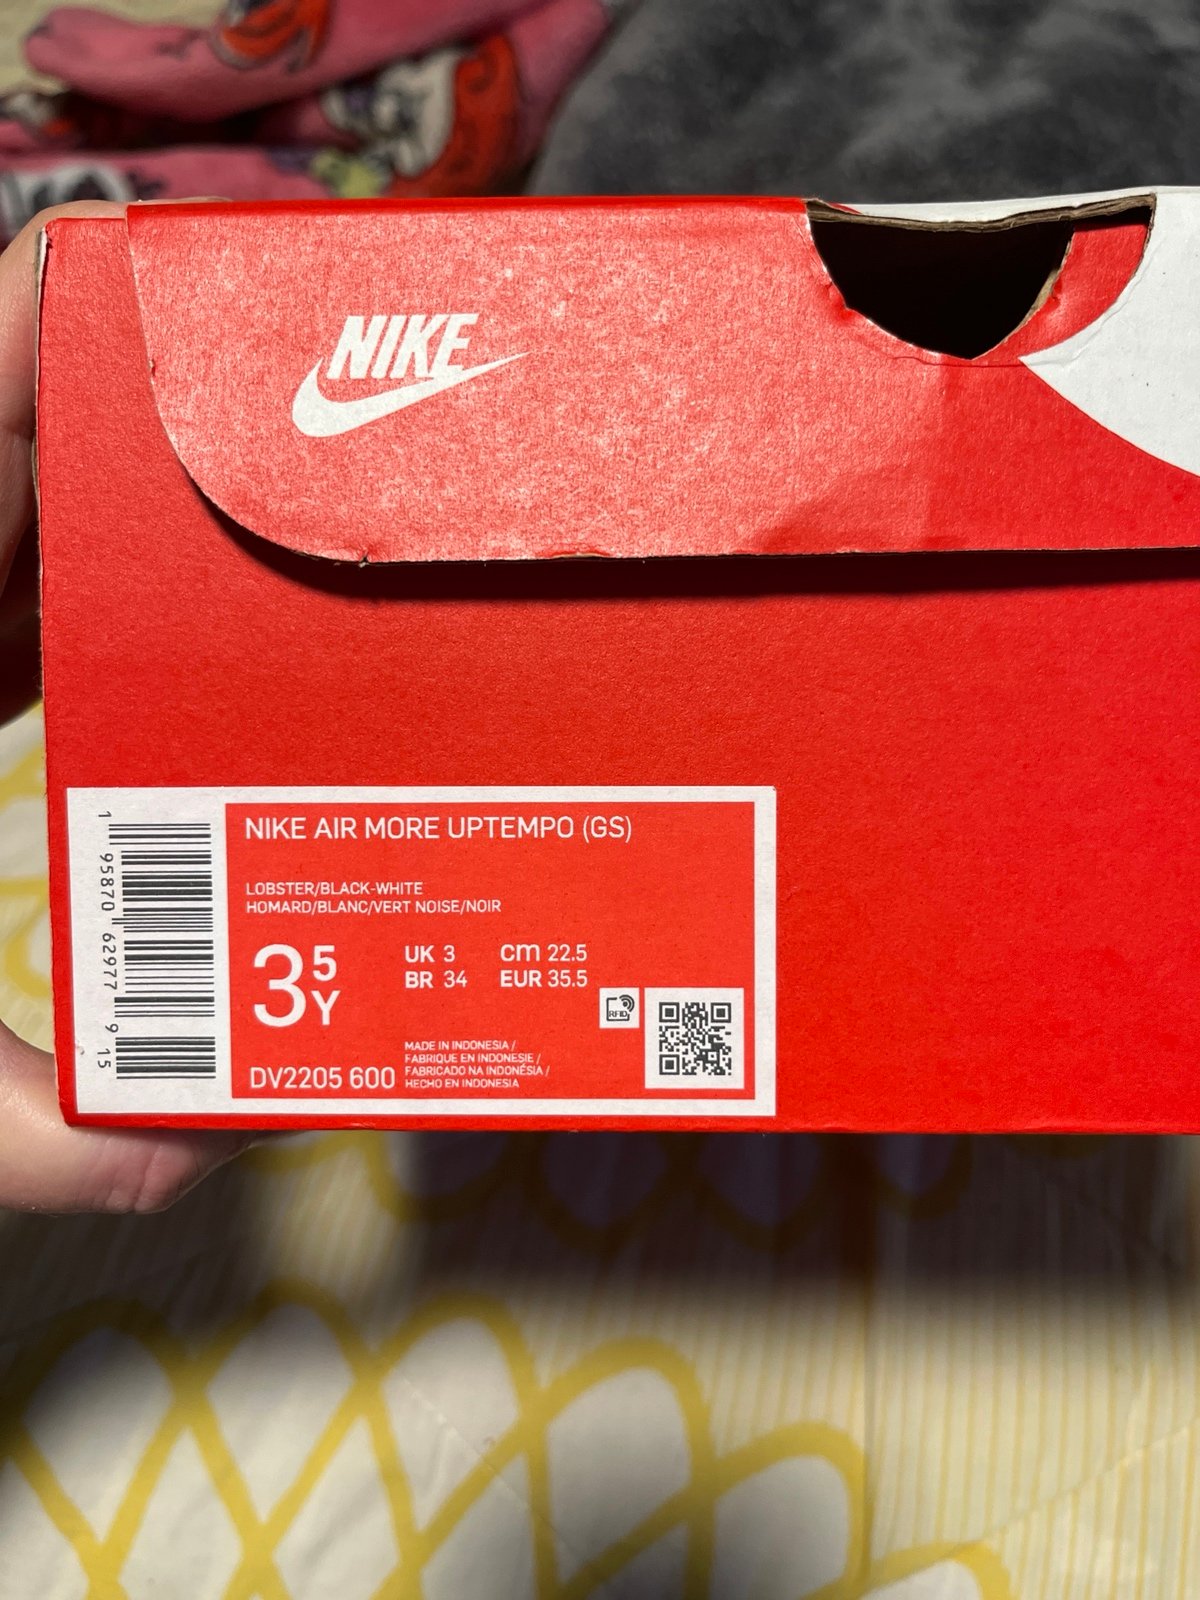 NIKE
NIKE AIR MORE UPTEMPO (GS)
LOBSTER/BLACK-WHITE
HOMARD/BLANC/VERT NOISE/NOIR
3 5 Y
UK 3 cm 22.5
BR 34 EUR 35.5
RFID
MADE IN INDONESIA /
FABRIQUE EN INDONESIE /
FABRICADO NA INDONÉSIA /
HECHO EN INDONESIA
DV2205 600
1 95870 62977 9 15